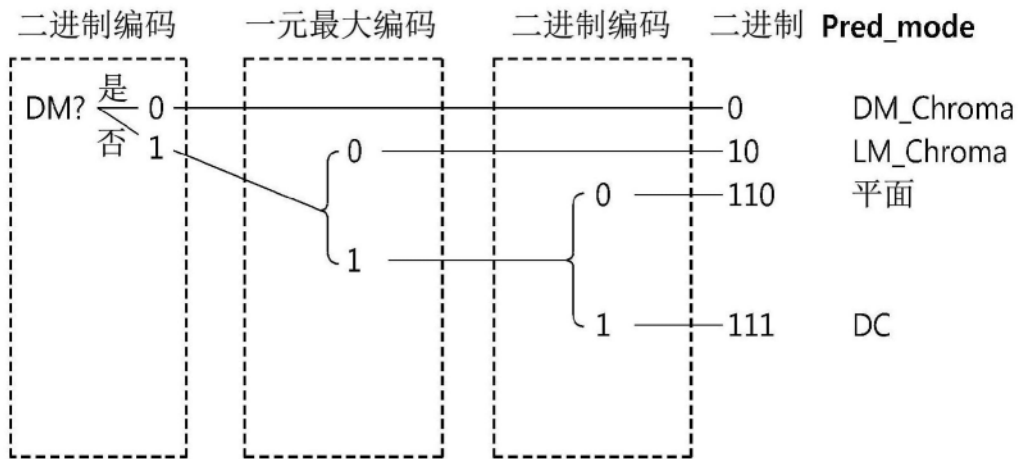 二进制编码 一元最大编码 二进制编码 二进制 Pred_mode
DM? 是 0 0 DM_Chroma
否 1 0 10 LM_Chroma
0 110 平面
1
1 111 DC